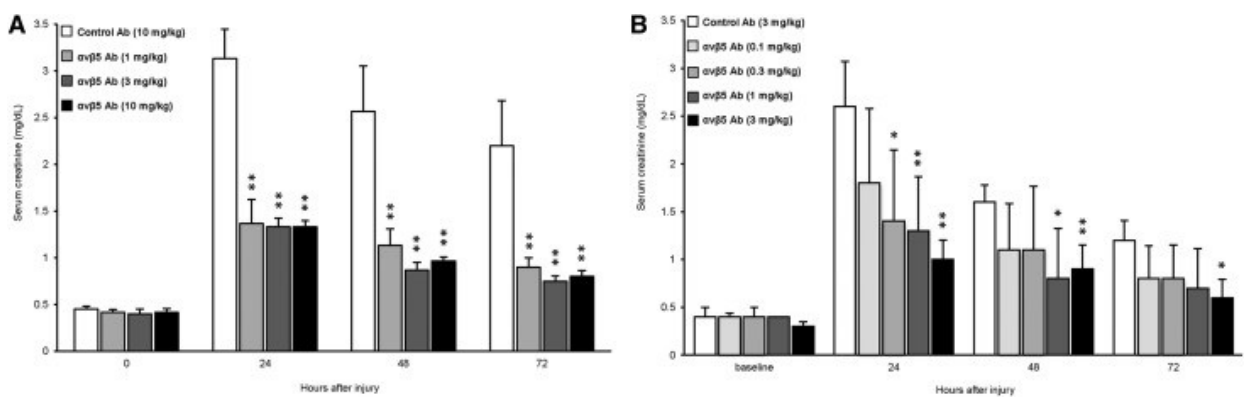 A
Control Ab (10 mg/kg)
αvβ5 Ab (1 mg/kg)
αvβ5 Ab (3 mg/kg)
αvβ5 Ab (10 mg/kg)
Serum creatinine (mg/dL)
3.5
3
2.5
2
1.5
1
0.5
0
** ** **
** ** **
** ** **
0 24 48 72
Hours after injury
B
Control Ab (3 mg/kg)
αvβ5 Ab (0.1 mg/kg)
αvβ5 Ab (0.3 mg/kg)
αvβ5 Ab (1 mg/kg)
αvβ5 Ab (3 mg/kg)
Serum creatinine (mg/dL)
3.5
3
2.5
2
1.5
1
0.5
0
* ** **
* **
*
baseline 24 48 72
Hours after injury